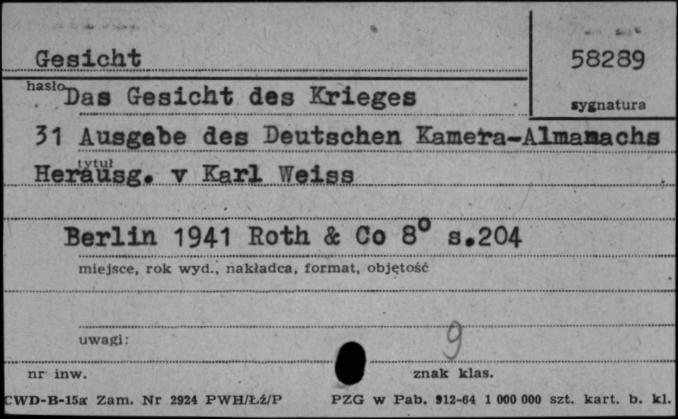 Gesicht
58289
hasło
Das Gesicht des Krieges
sygnatura
31 Ausgabe des Deutschen Kamera-Almanachs
tytuł
Herausg. v Karl Weiss
Berlin 1941 Roth & Co 8° s.204
miejsce, rok wyd., nakładca, format, objętość
uwagi:
9
nr inw.
znak klas.
CWD-B-15a Zam. Nr 2924 PWH/Łź/P PZG w Pab. 912-64 1 000 000 szt. kart. b. kl.